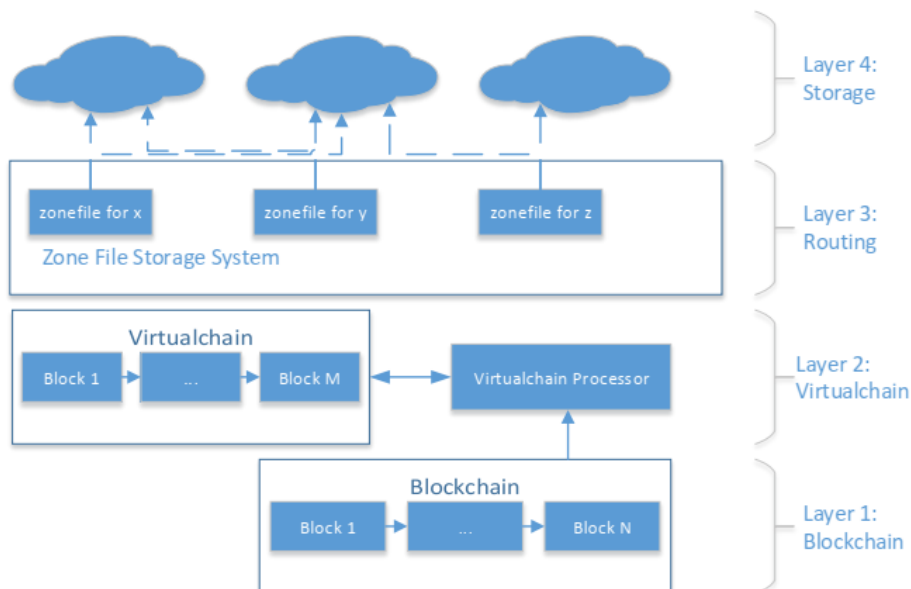 Layer 4:
Storage
zonefile for x
zonefile for y
zonefile for z
Zone File Storage System
Layer 3:
Routing
Virtualchain
Block 1
...
Block M
Virtualchain Processor
Layer 2:
Virtualchain
Blockchain
Block 1
...
Block N
Layer 1:
Blockchain